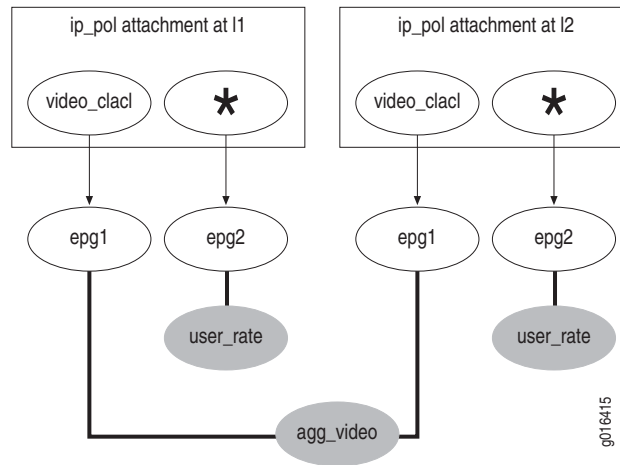 ip_pol attachment at l1
ip_pol attachment at l2
video_clacl
*
video_clacl
*
epg1
epg2
epg1
epg2
user_rate
user_rate
agg_video
g016415